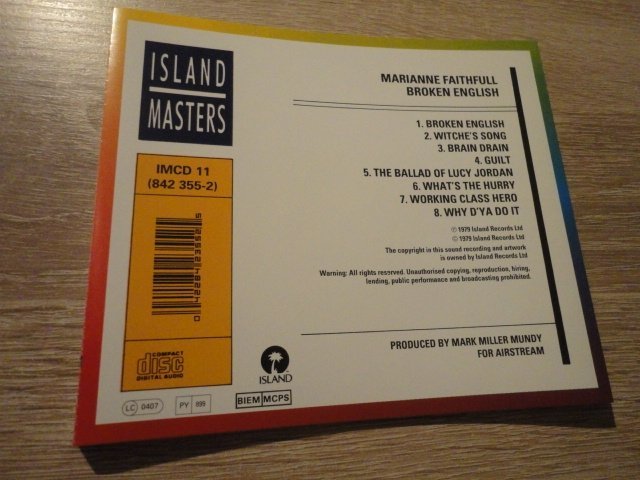 ISLAND
MASTERS
IMCD 11
(842 355-2)
COMPACT
disc
DIGITAL AUDIO
LC 0407
PY 899
BIEM MCPS
ISLAND
MARIANNE FAITHFULL
BROKEN ENGLISH
1. BROKEN ENGLISH
2. WITCHE'S SONG
3. BRAIN DRAIN
4. GUILT
5. THE BALLAD OF LUCY JORDAN
6. WHAT'S THE HURRY
7. WORKING CLASS HERO
8. WHY D'YA DO IT
℗ 1979 Island Records Ltd
© 1979 Island Records Ltd
The copyright in this sound recording and artwork
is owned by Island Records Ltd
Warning: All rights reserved. Unauthorised copying, reproduction, hiring,
lending, public performance and broadcasting prohibited.
PRODUCED BY MARK MILLER MUNDY
FOR AIRSTREAM